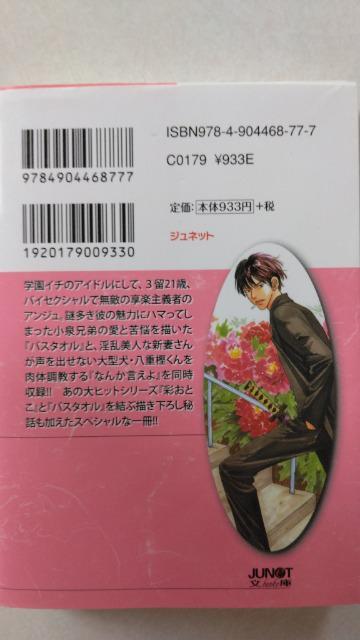 ISBN978-4-904468-77-7
C0179 ¥933E
9784904468777
定価:本体933円+税
1920179009330
ジュネット
学園イチのアイドルにして、3留21歳、
バイセクシャルで無敵の享楽主義者の
アンジュ。謎多き彼の魅力にハマってし
まった小泉兄弟の愛と苦悩を描いた
『バスタオル』と、淫乱美人な新妻さん
が声を出せない大型犬・八重樫くんを
肉体調教する『なんか言えよ』を同時
収録!! あの大ヒットシリーズ『彩おと
こ』と『バスタオル』を結ぶ描き下ろし秘
話も加えたスペシャルな一冊!!
JUNØT
文庫